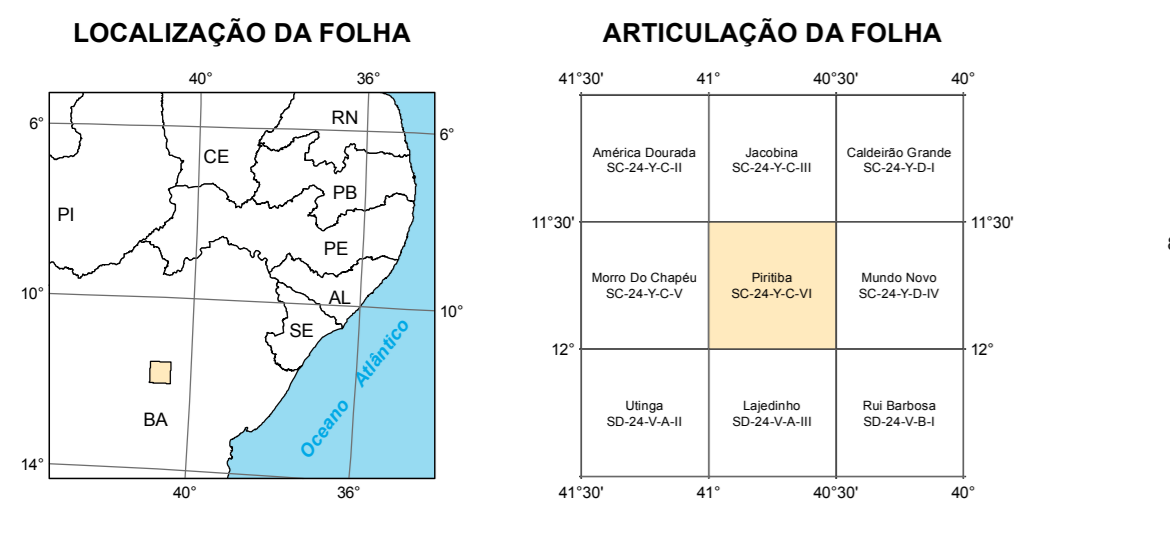 LOCALIZAÇÃO DA FOLHA
40° 36°
6° 6°
RN
CE
PB
PI
PE
10° 10°
AL
SE
BA
Oceano Atlântico
14°
40° 36°
ARTICULAÇÃO DA FOLHA
41°30' 41° 40°30' 40°
América Dourada
SC-24-Y-C-II
Jacobina
SC-24-Y-C-III
Caldeirão Grande
SC-24-Y-D-I
11°30' 11°30'
Morro Do Chapéu
SC-24-Y-C-V
Piritiba
SC-24-Y-C-VI
Mundo Novo
SC-24-Y-D-IV
12° 12°
Utinga
SD-24-V-A-II
Lajedinho
SD-24-V-A-III
Rui Barbosa
SD-24-V-B-I
41°30' 41° 40°30' 40°